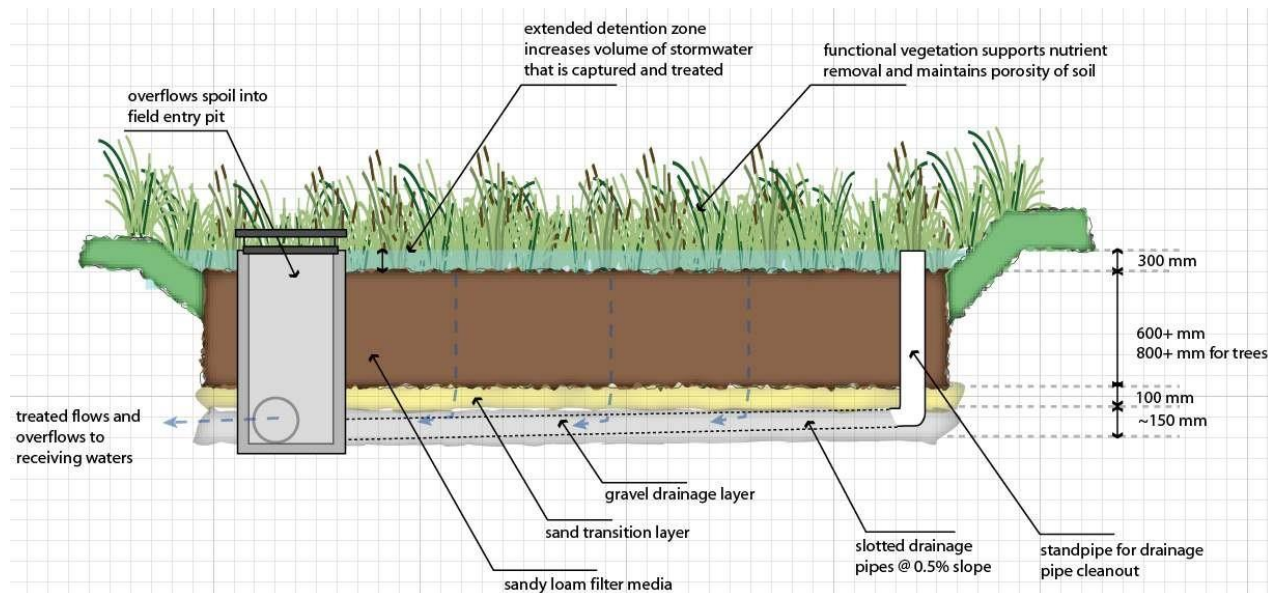 extended detention zone
increases volume of stormwater
that is captured and treated
functional vegetation supports nutrient
removal and maintains porosity of soil
overflows spoil into
field entry pit
300 mm
600+ mm
800+ mm for trees
100 mm
~150 mm
treated flows and
overflows to
receiving waters
gravel drainage layer
sand transition layer
slotted drainage
pipes @ 0.5% slope
standpipe for drainage
pipe cleanout
sandy loam filter media